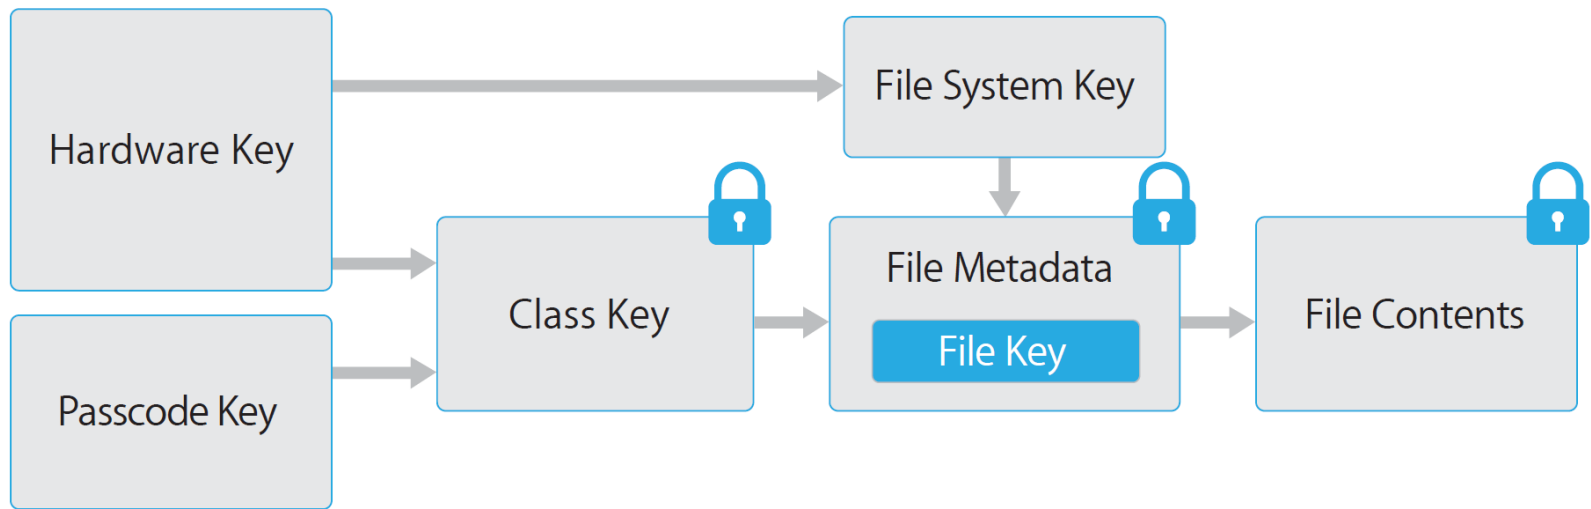 Hardware Key
File System Key
Passcode Key
Class Key
File Metadata
File Key
File Contents